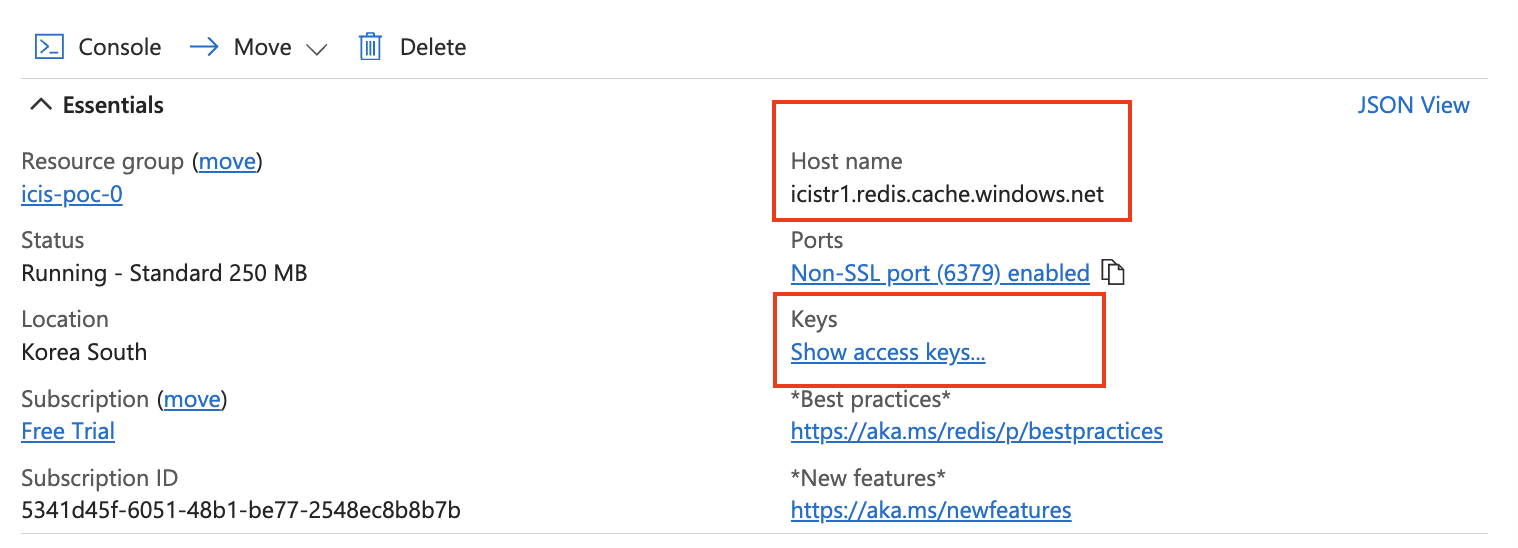 Console Move Delete
Essentials
JSON View
Resource group (move)
icis-poc-0
Host name
icistr1.redis.cache.windows.net
Status
Running - Standard 250 MB
Ports
Non-SSL port (6379) enabled
Location
Korea South
Keys
Show access keys...
Subscription (move)
Free Trial
*Best practices*
https://aka.ms/redis/p/bestpractices
Subscription ID
5341d45f-6051-48b1-be77-2548ec8b8b7b
*New features*
https://aka.ms/newfeatures